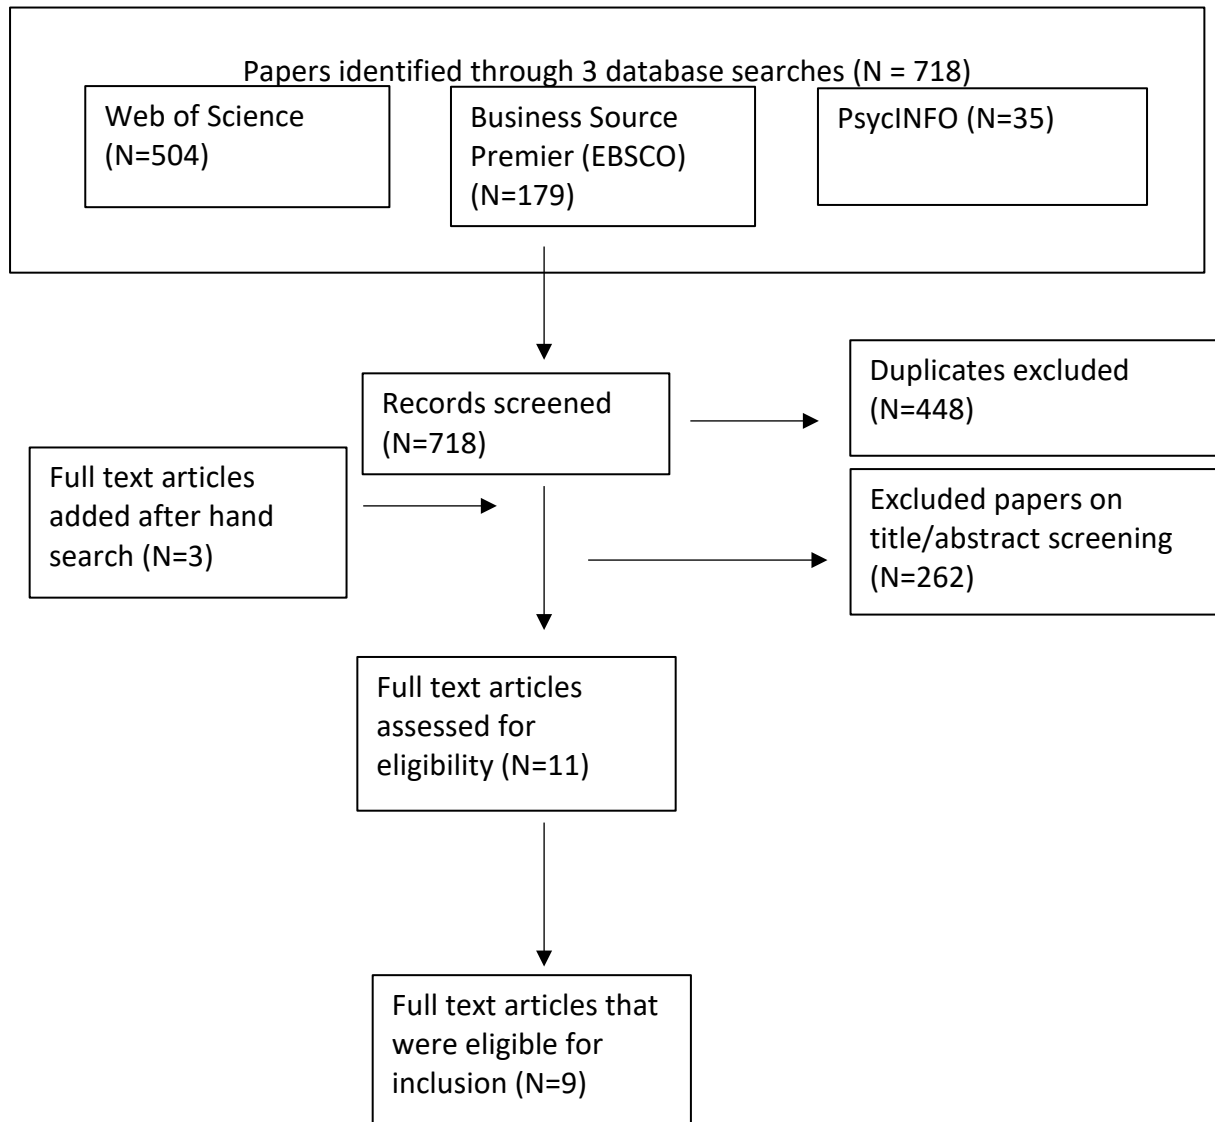 Papers identified through 3 database searches (N = 718)
Web of Science
(N=504)
Business Source
Premier (EBSCO)
(N=179)
PsycINFO (N=35)
Records screened
(N=718)
Duplicates excluded
(N=448)
Full text articles
added after hand
search (N=3)
Excluded papers on
title/abstract screening
(N=262)
Full text articles
assessed for
eligibility (N=11)
Full text articles that
were eligible for
inclusion (N=9)